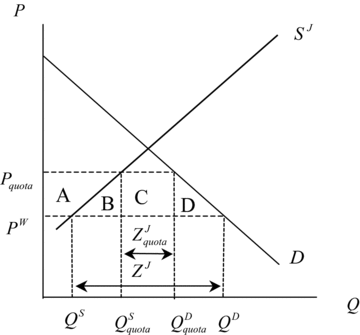 P
S^J
P_quota
A
B
C
D
P^W
Z^J_quota
Z^J
D
Q^S
Q^S_quota
Q^D_quota
Q^D
Q